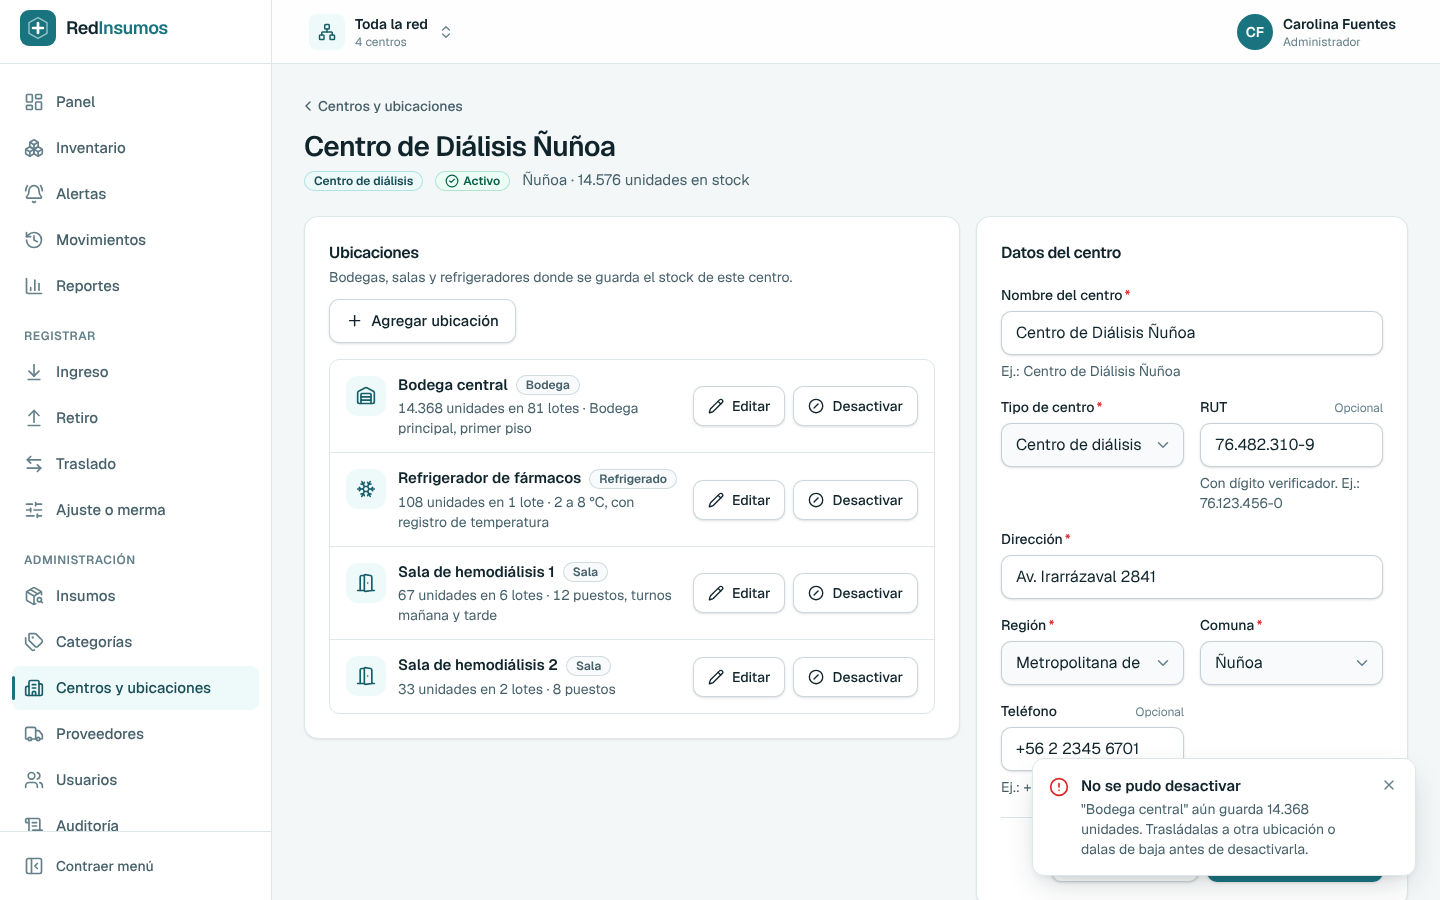 RedInsumos
Toda la red
4 centros
CF
Carolina Fuentes
Administrador
Panel
Inventario
Alertas
Movimientos
Reportes
REGISTRAR
Ingreso
Retiro
Traslado
Ajuste o merma
ADMINISTRACIÓN
Insumos
Categorías
Centros y ubicaciones
Proveedores
Usuarios
Auditoría
Contraer menú
Centros y ubicaciones
Centro de Diálisis Ñuñoa
Centro de diálisis
Activo
Ñuñoa · 14.576 unidades en stock
Ubicaciones
Bodegas, salas y refrigeradores donde se guarda el stock de este centro.
Agregar ubicación
Bodega central
Bodega
14.368 unidades en 81 lotes · Bodega
principal, primer piso
Editar
Desactivar
Refrigerador de fármacos
Refrigerado
108 unidades en 1 lote · 2 a 8 °C, con
registro de temperatura
Editar
Desactivar
Sala de hemodiálisis 1
Sala
67 unidades en 6 lotes · 12 puestos, turnos
mañana y tarde
Editar
Desactivar
Sala de hemodiálisis 2
Sala
33 unidades en 2 lotes · 8 puestos
Editar
Desactivar
Datos del centro
Nombre del centro*
Centro de Diálisis Ñuñoa
Ej.: Centro de Diálisis Ñuñoa
Tipo de centro*
Centro de diálisis
RUT
Opcional
76.482.310-9
Con dígito verificador. Ej.:
76.123.456-0
Dirección*
Av. Irarrázaval 2841
Región*
Metropolitana de
Comuna*
Ñuñoa
Teléfono
Opcional
+56 2 2345 6701
Ej.: +
No se pudo desactivar
"Bodega central" aún guarda 14.368
unidades. Trasládalas a otra ubicación o
dalas de baja antes de desactivarla.